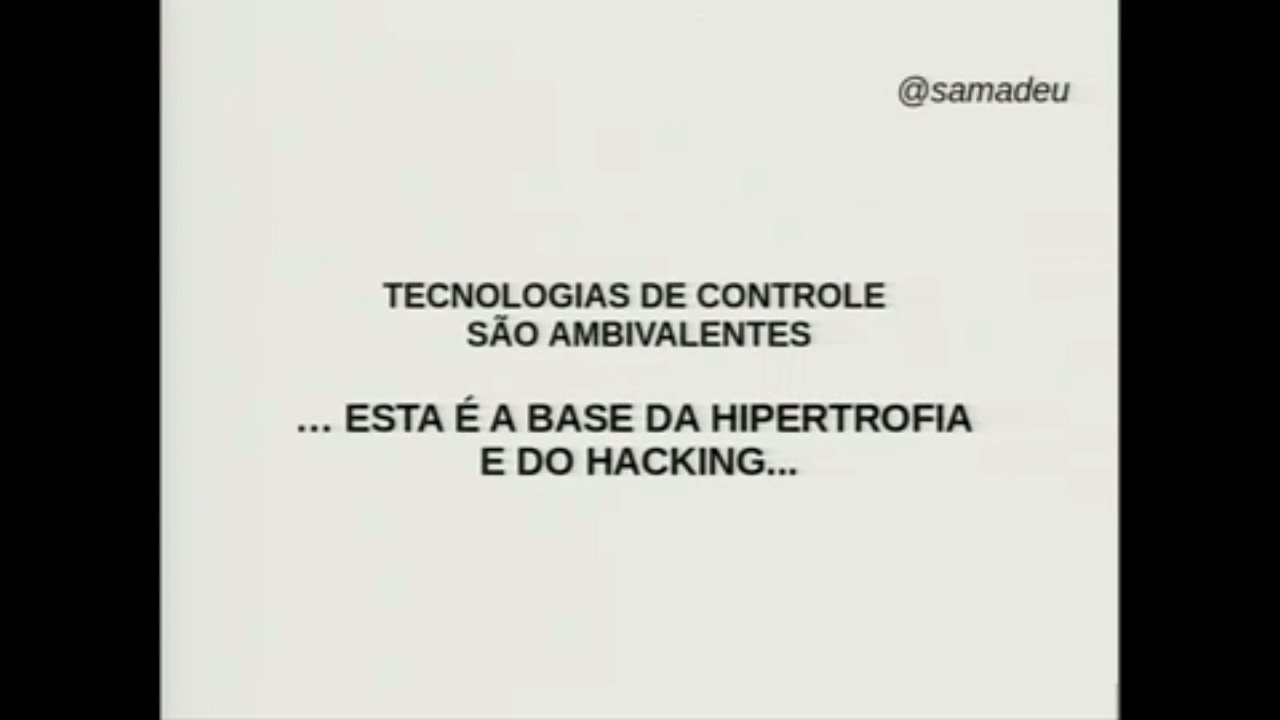 @samadeu
TECNOLOGIAS DE CONTROLE
SÃO AMBIVALENTES
... ESTA É A BASE DA HIPERTROFIA
E DO HACKING...